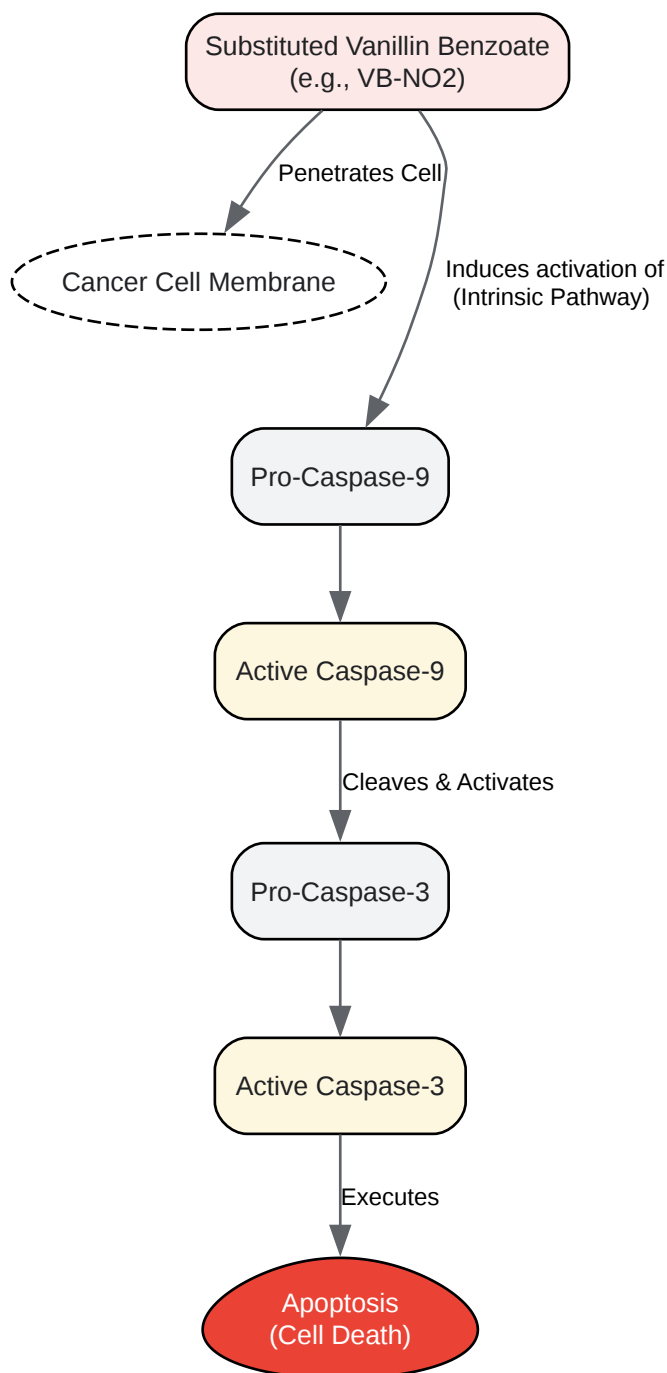 Substituted Vanillin Benzoate
(e.g., VB-NO2)
Penetrates Cell
Cancer Cell Membrane
Induces activation of
(Intrinsic Pathway)
Pro-Caspase-9
Active Caspase-9
Cleaves & Activates
Pro-Caspase-3
Active Caspase-3
Executes
Apoptosis
(Cell Death)